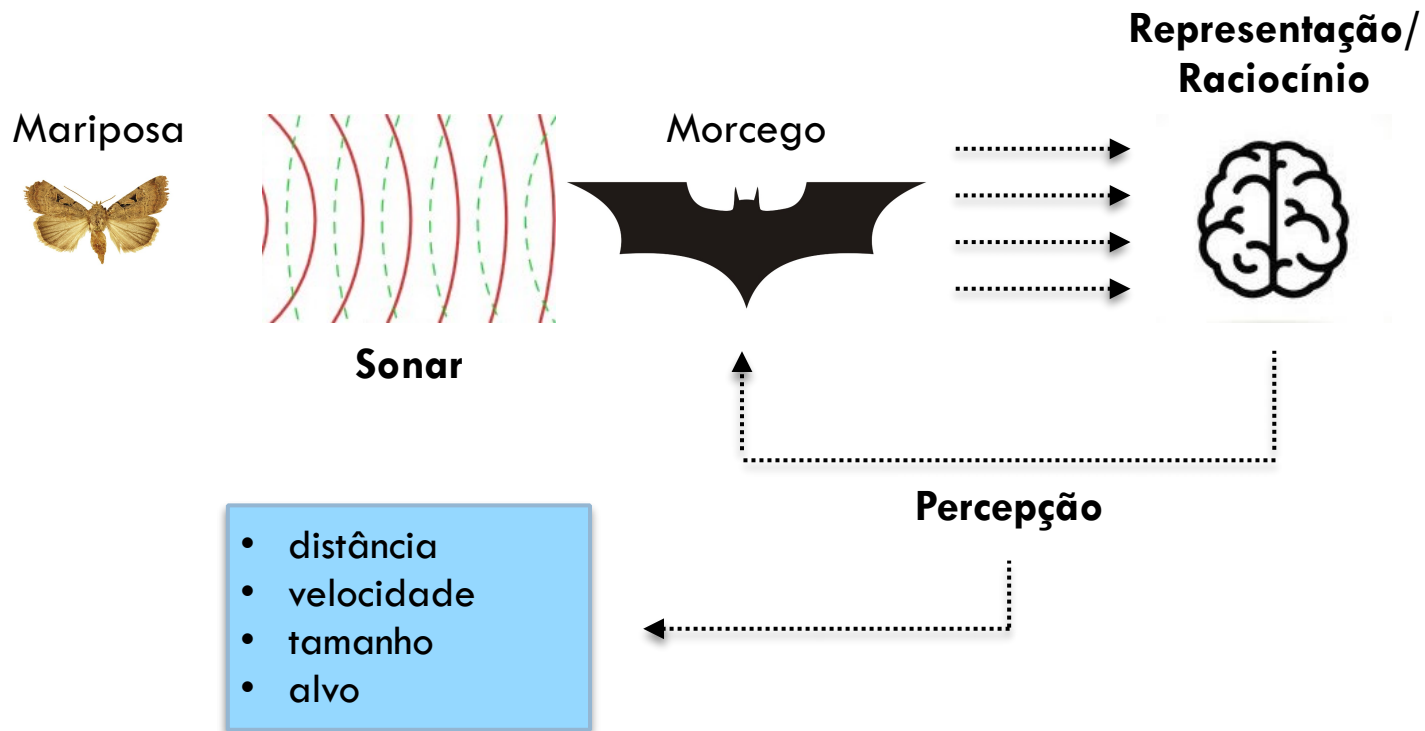 Representação/
Raciocínio
Mariposa
Morcego
Sonar
Percepção
• distância
• velocidade
• tamanho
• alvo